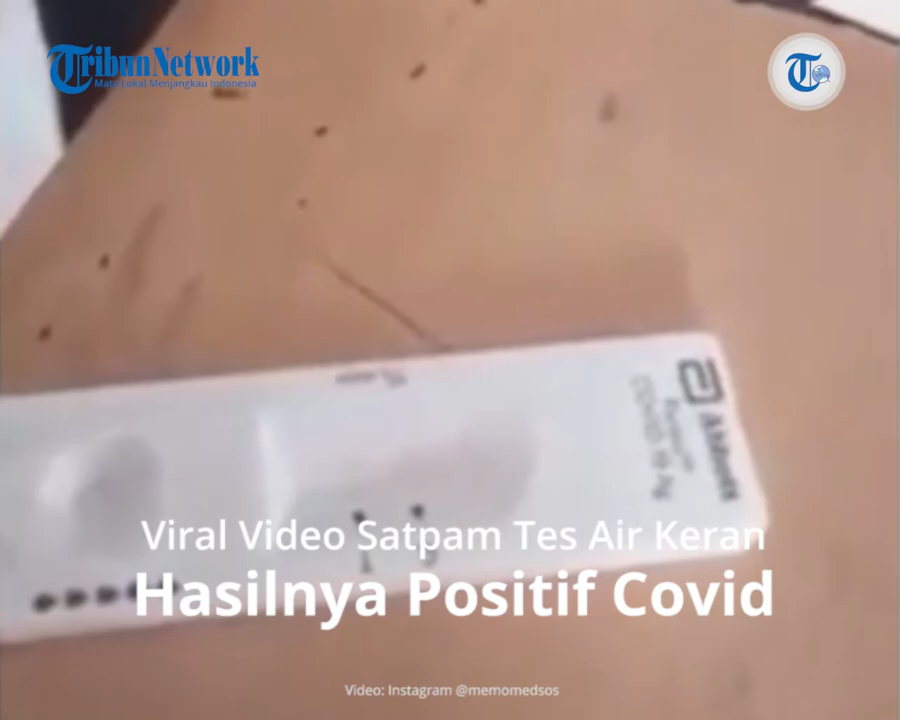 TribunNetwork
Mata Lokal Menjangkau Indonesia
Abbott
COVID-19 Ag
Viral Video Satpam Tes Air Keran
Hasilnya Positif Covid
Video: Instagram @memomedsos